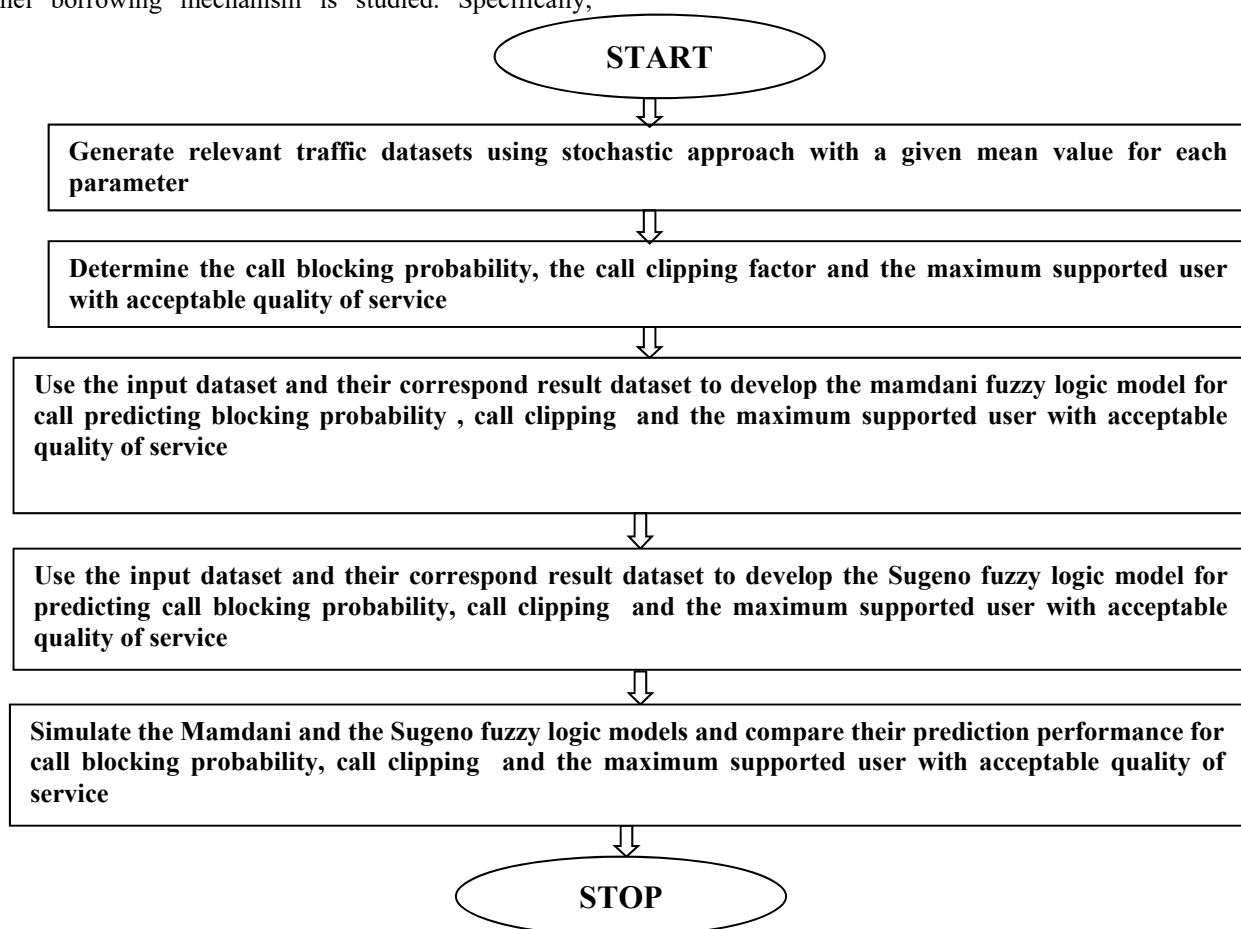 borrowing mechanism is studied. Specifically,
START
Generate relevant traffic datasets using stochastic approach with a given mean value for each
parameter
Determine the call blocking probability, the call clipping factor and the maximum supported user
with acceptable quality of service
Use the input dataset and their correspond result dataset to develop the mamdani fuzzy logic model for
call predicting blocking probability , call clipping and the maximum supported user with acceptable
quality of service
Use the input dataset and their correspond result dataset to develop the Sugeno fuzzy logic model for
predicting call blocking probability, call clipping and the maximum supported user with acceptable
quality of service
Simulate the Mamdani and the Sugeno fuzzy logic models and compare their prediction performance for
call blocking probability, call clipping and the maximum supported user with acceptable quality of
service
STOP